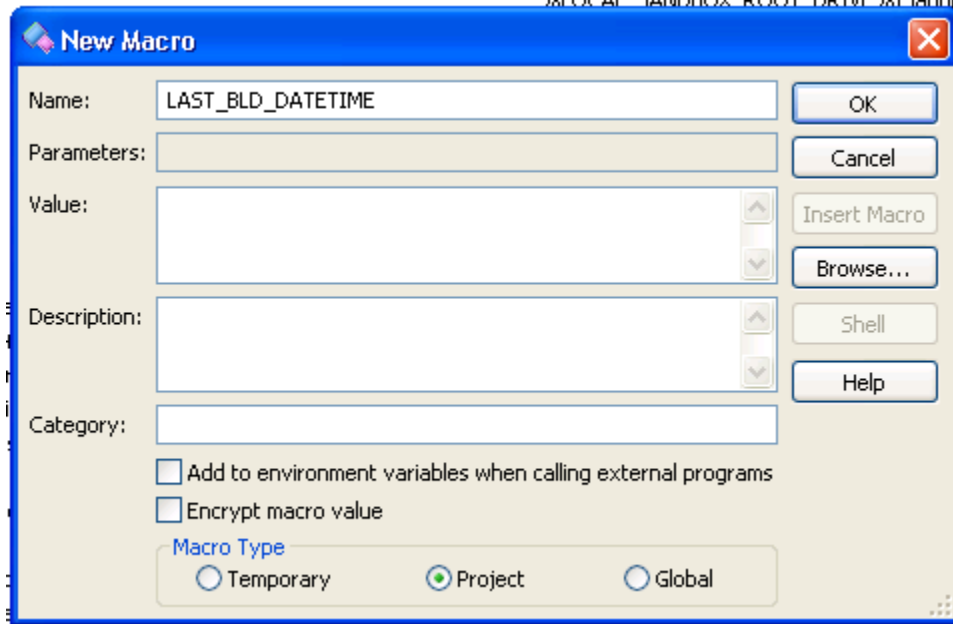 New Macro
Name: LAST_BLD_DATETIME OK
Parameters: Cancel
Value: Insert Macro
Browse...
Description: Shell
Help
Category:
Add to environment variables when calling external programs
Encrypt macro value
Macro Type
Temporary Project Global